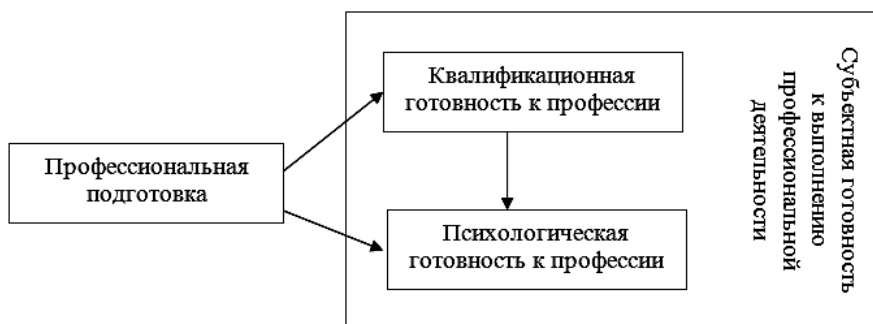 Квалификационная
готовность к профессии
Профессиональная
подготовка
Психологическая
готовность к профессии
Субъектная готовность
к выполнению
профессиональной
деятельности